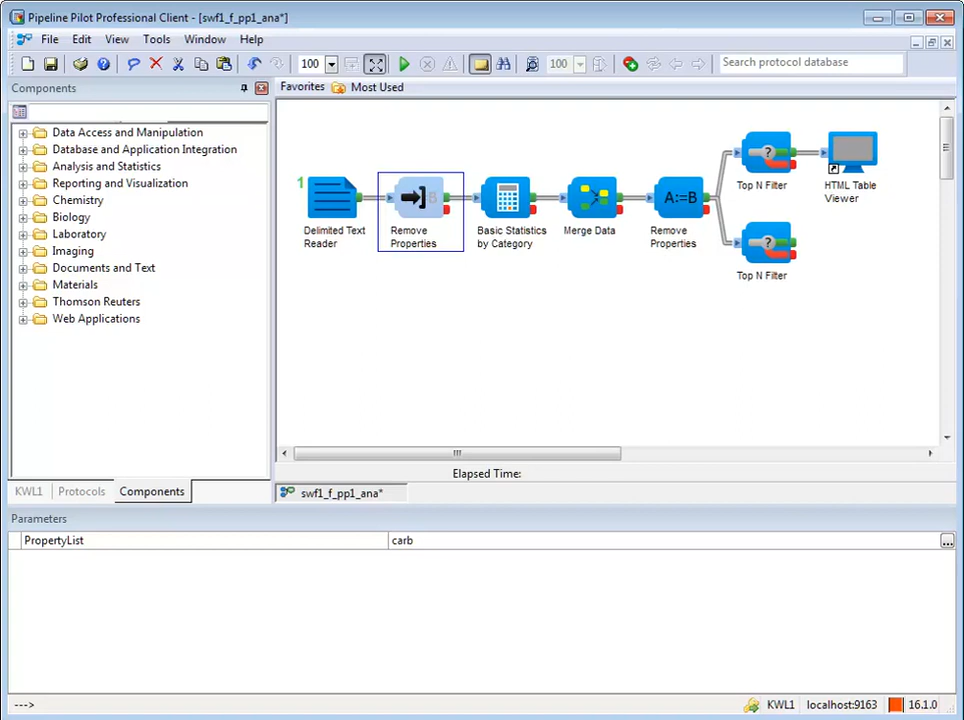 Pipeline Pilot Professional Client - [swf1_f_pp1_ana*]
File Edit View Tools Window Help
100 100 Search protocol database
Components
Favorites Most Used
Data Access and Manipulation
Database and Application Integration
Analysis and Statistics
Reporting and Visualization
Chemistry
Biology
Laboratory
Imaging
Documents and Text
Materials
Thomson Reuters
Web Applications
1
A:=B
?
?
Delimited Text
Reader
Remove
Properties
Basic Statistics
by Category
Merge Data
Remove
Properties
Top N Filter
HTML Table
Viewer
Top N Filter
Elapsed Time:
KWL1 Protocols Components
swf1_f_pp1_ana*
Parameters
PropertyList carb ...
---> KWL1 localhost:9163 16.1.0